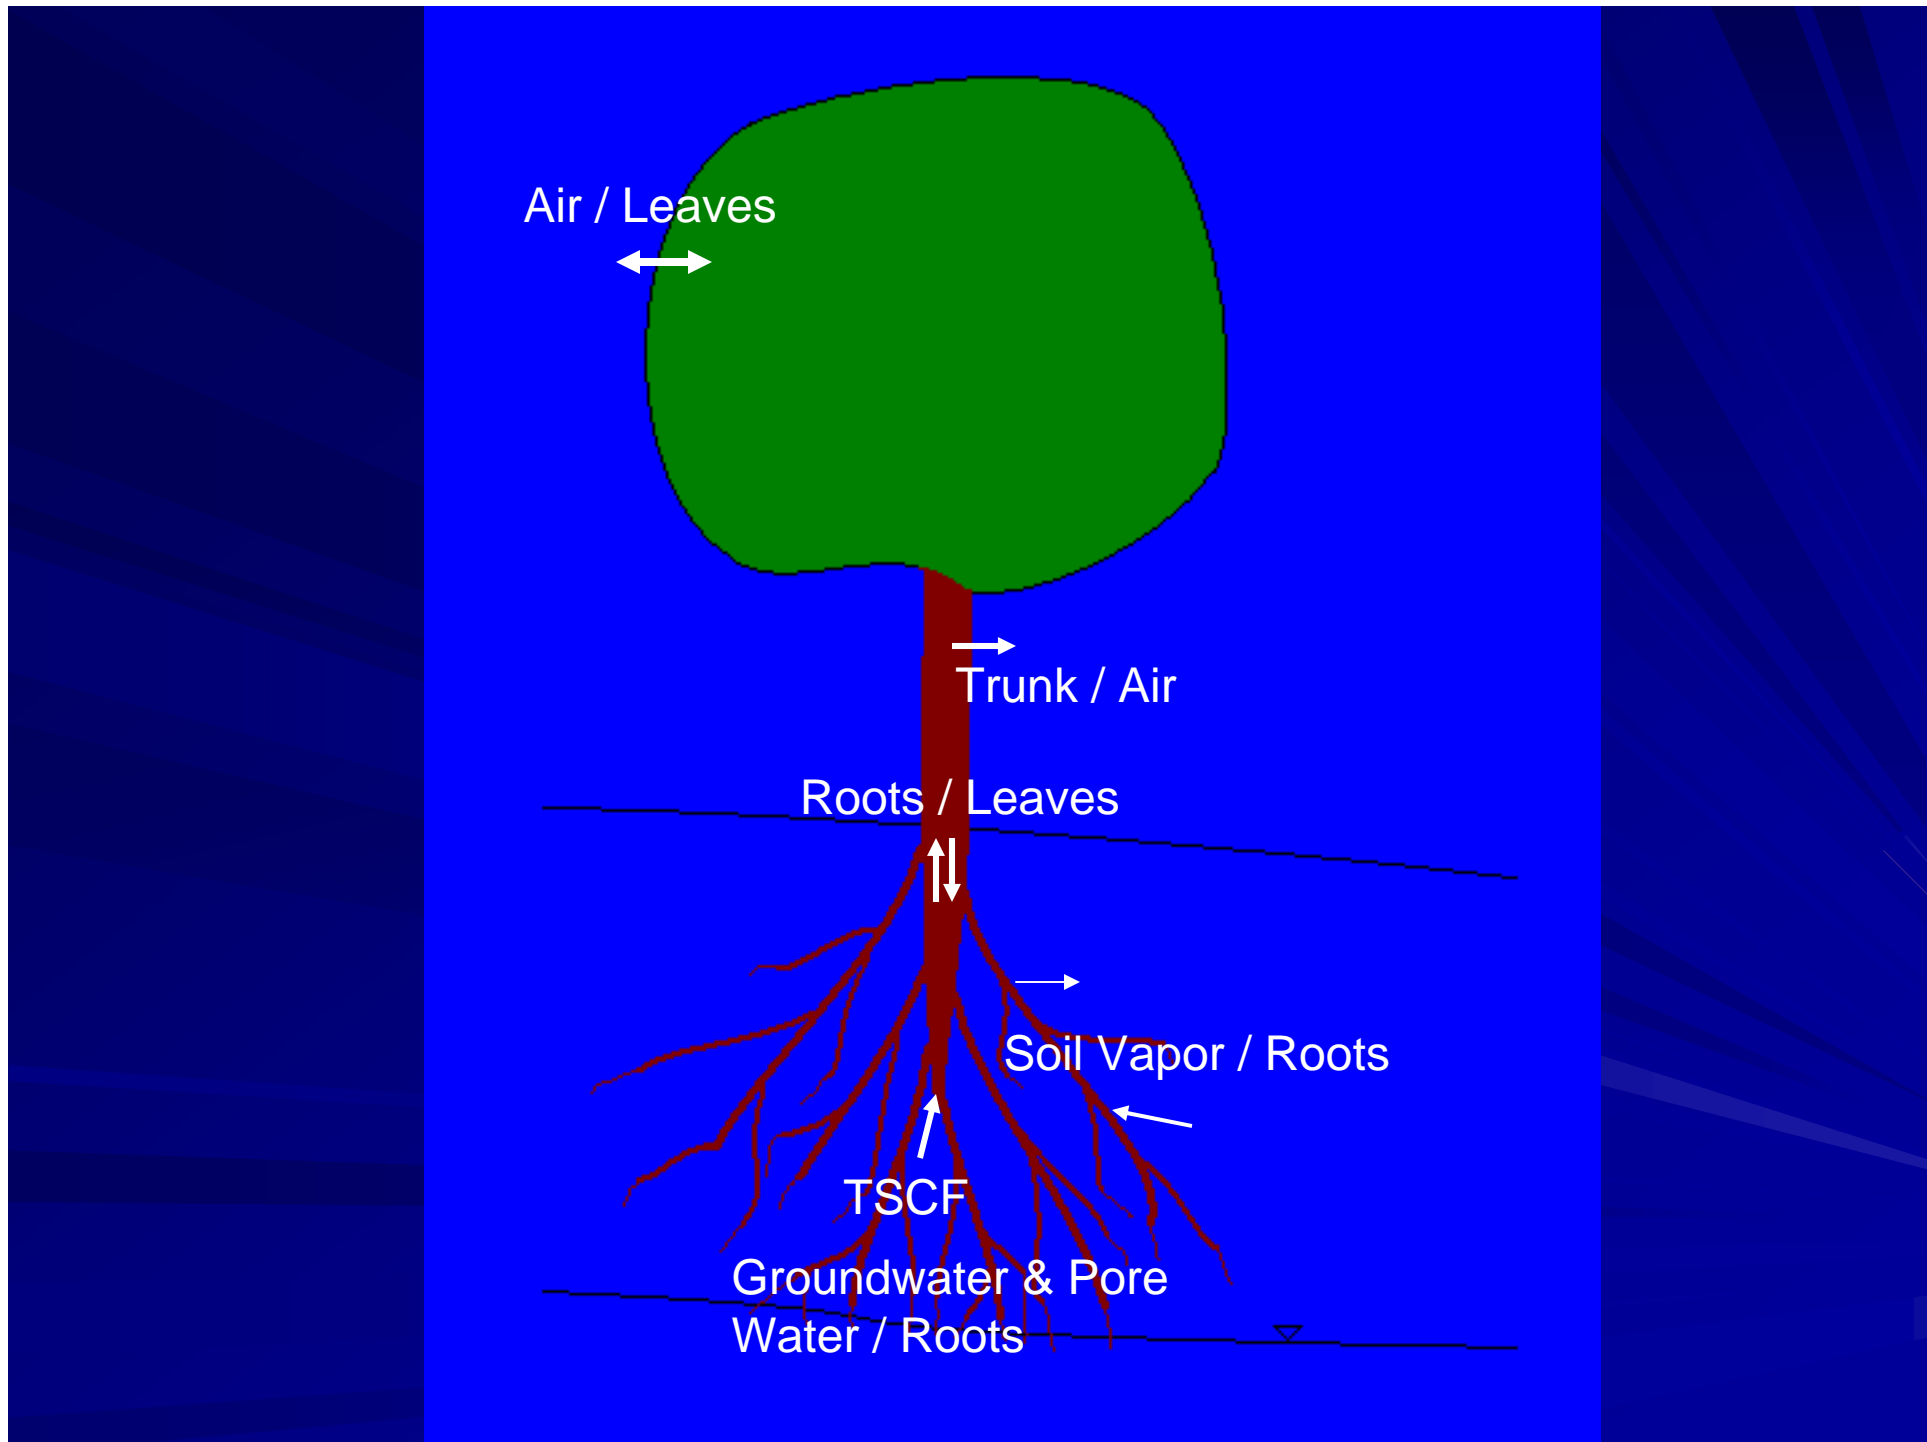 Air / Leaves
Trunk / Air
Roots / Leaves
Soil Vapor / Roots
TSCF
Groundwater & Pore
Water / Roots